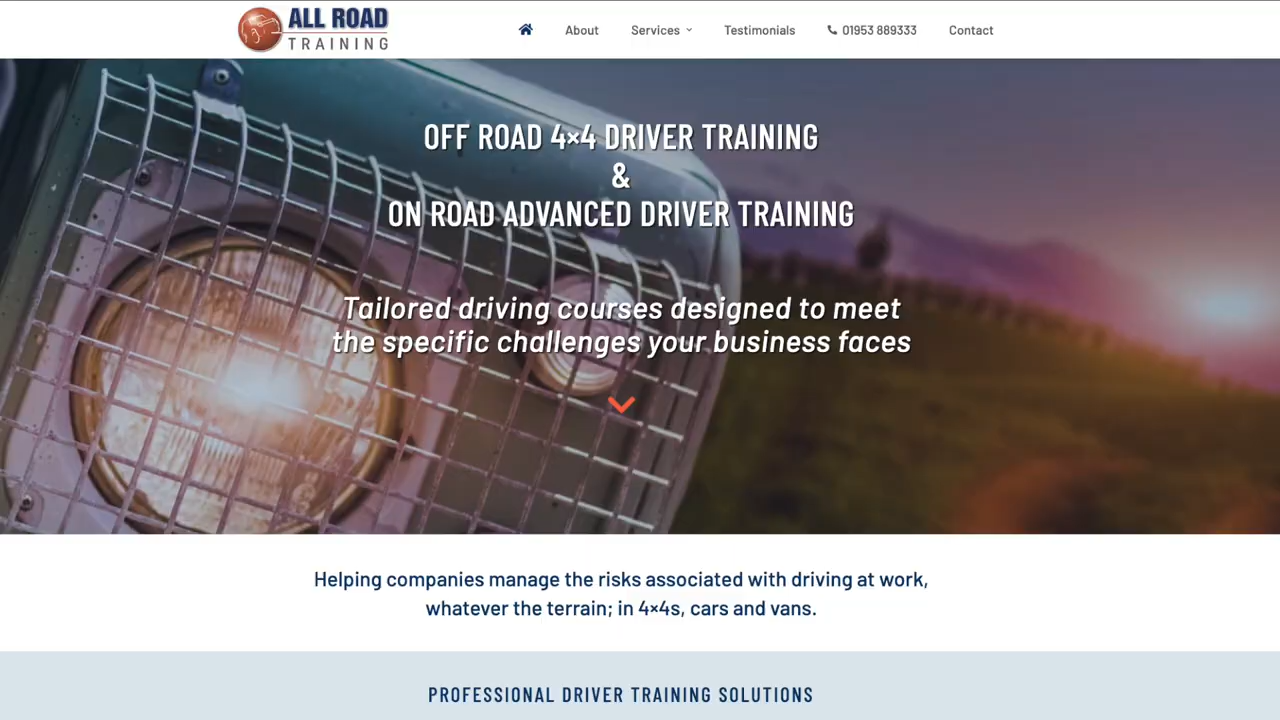 ALL ROAD
TRAINING
About
Services
Testimonials
01953 889333
Contact
OFF ROAD 4×4 DRIVER TRAINING
&
ON ROAD ADVANCED DRIVER TRAINING
Tailored driving courses designed to meet
the specific challenges your business faces
Helping companies manage the risks associated with driving at work,
whatever the terrain; in 4×4s, cars and vans.
PROFESSIONAL DRIVER TRAINING SOLUTIONS